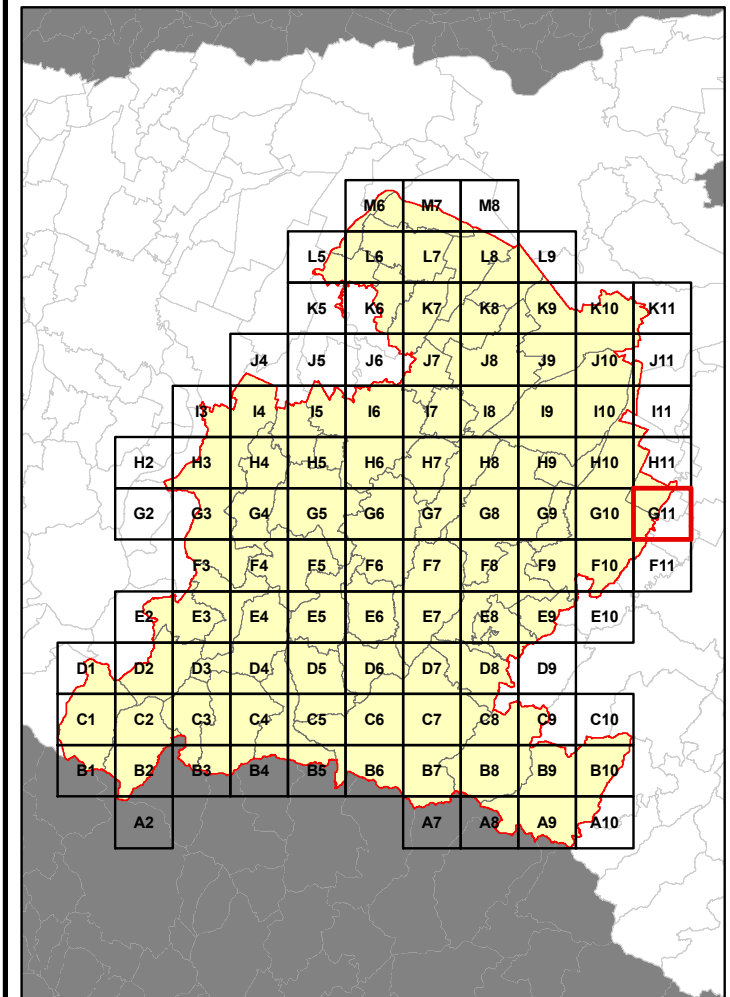 M6 M7 M8
L5 L6 L7 L8 L9
K5 K6 K7 K8 K9 K10 K11
J4 J5 J6 J7 J8 J9 J10 J11
I3 I4 I5 I6 I7 I8 I9 I10 I11
H2 H3 H4 H5 H6 H7 H8 H9 H10 H11
G2 G3 G4 G5 G6 G7 G8 G9 G10 G11
F3 F4 F5 F6 F7 F8 F9 F10 F11
E2 E3 E4 E5 E6 E7 E8 E9 E10
D1 D2 D3 D4 D5 D6 D7 D8 D9
C1 C2 C3 C4 C5 C6 C7 C8 C9 C10
B1 B2 B3 B4 B5 B6 B7 B8 B9 B10
A2 A7 A8 A9 A10